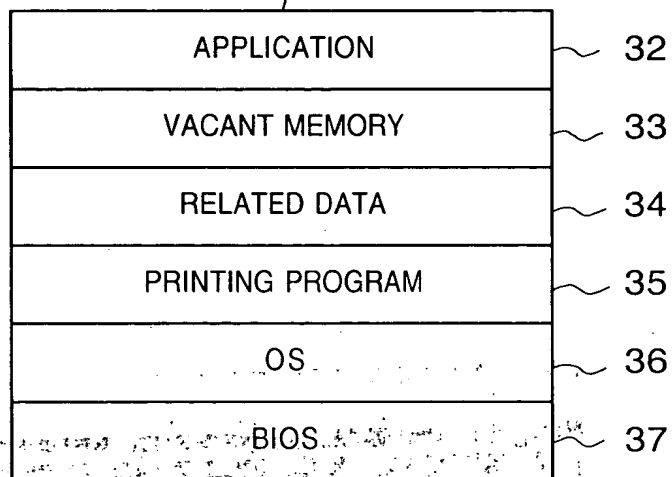 APPLICATION 32
VACANT MEMORY 33
RELATED DATA 34
PRINTING PROGRAM 35
OS 36
BIOS 37